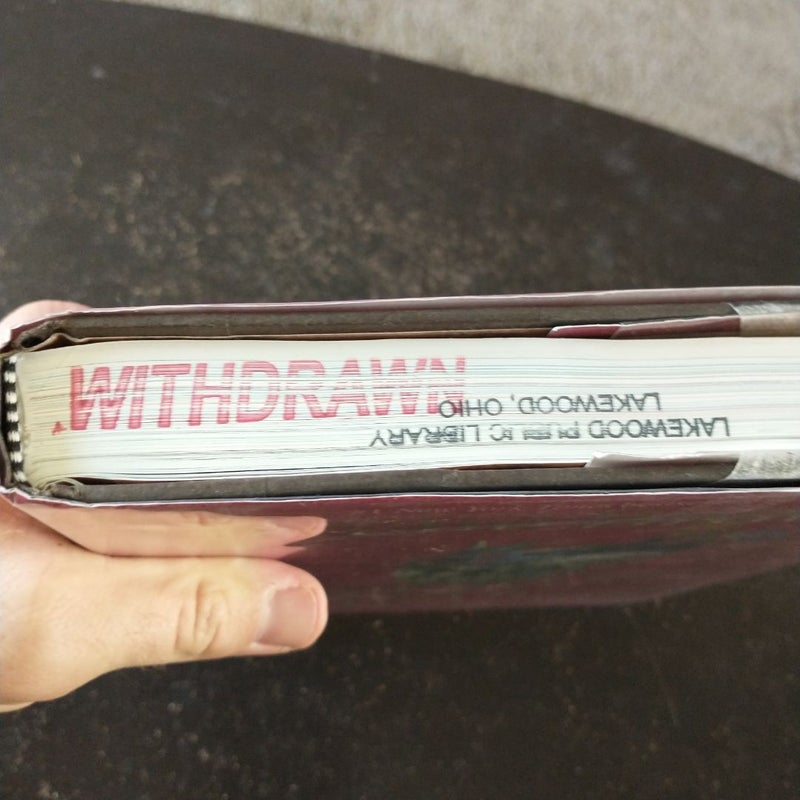 WITHDRAWN
LAKEWOOD PUBLIC LIBRARY
LAKEWOOD, OHIO